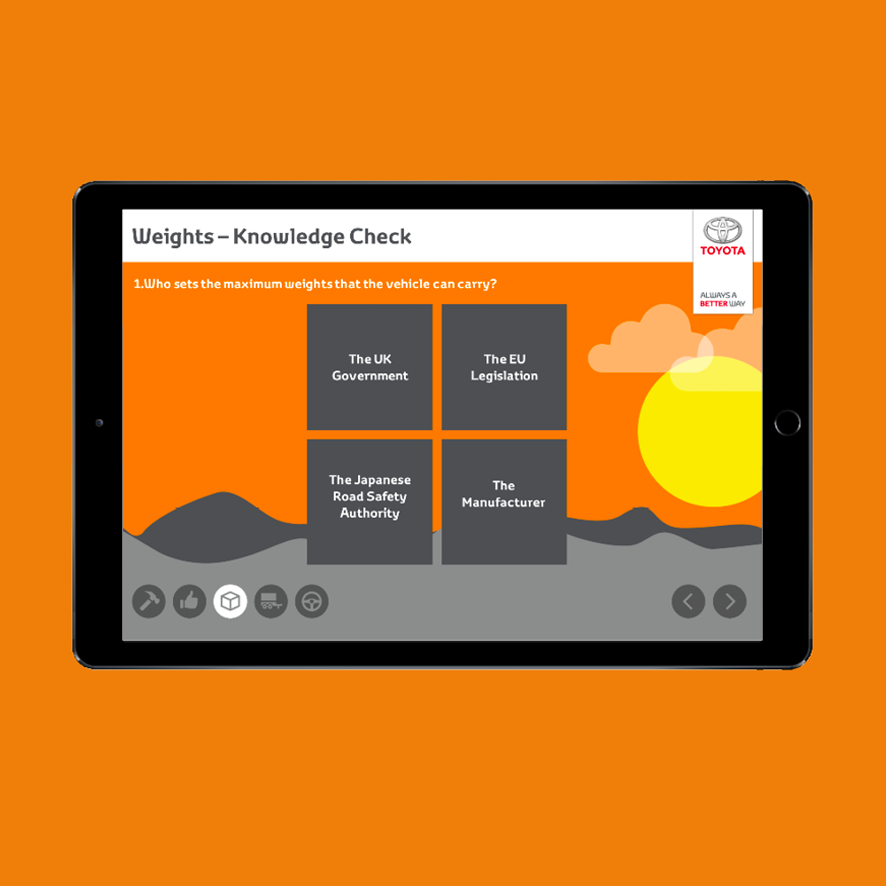 Weights – Knowledge Check
TOYOTA
ALWAYS A
BETTER WAY
1.Who sets the maximum weights that the vehicle can carry?
The UK
Government
The EU
Legislation
The Japanese
Road Safety
Authority
The
Manufacturer